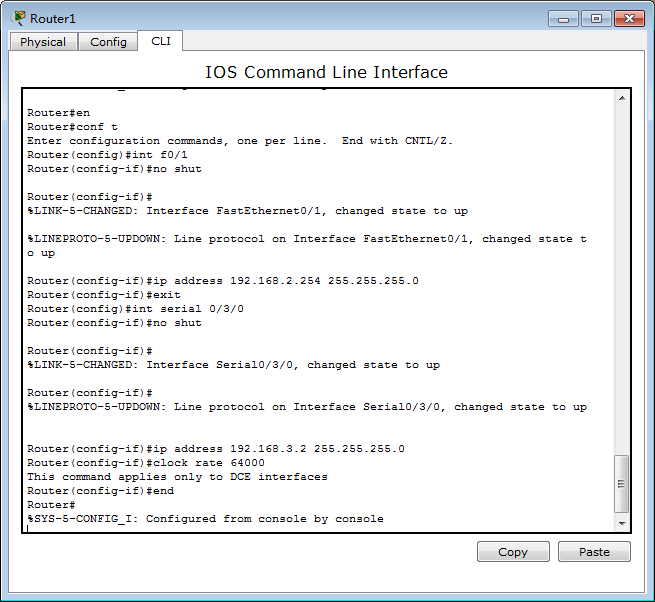 Router1
Physical Config CLI
IOS Command Line Interface
Router#en
Router#conf t
Enter configuration commands, one per line.  End with CNTL/Z.
Router(config)#int f0/1
Router(config-if)#no shut
Router(config-if)#
%LINK-5-CHANGED: Interface FastEthernet0/1, changed state to up
%LINEPROTO-5-UPDOWN: Line protocol on Interface FastEthernet0/1, changed state t
o up
Router(config-if)#ip address 192.168.2.254 255.255.255.0
Router(config-if)#exit
Router(config)#int serial 0/3/0
Router(config-if)#no shut
Router(config-if)#
%LINK-5-CHANGED: Interface Serial0/3/0, changed state to up
Router(config-if)#
%LINEPROTO-5-UPDOWN: Line protocol on Interface Serial0/3/0, changed state to up
Router(config-if)#ip address 192.168.3.2 255.255.255.0
Router(config-if)#clock rate 64000
This command applies only to DCE interfaces
Router(config-if)#end
Router#
%SYS-5-CONFIG_I: Configured from console by console
Copy Paste